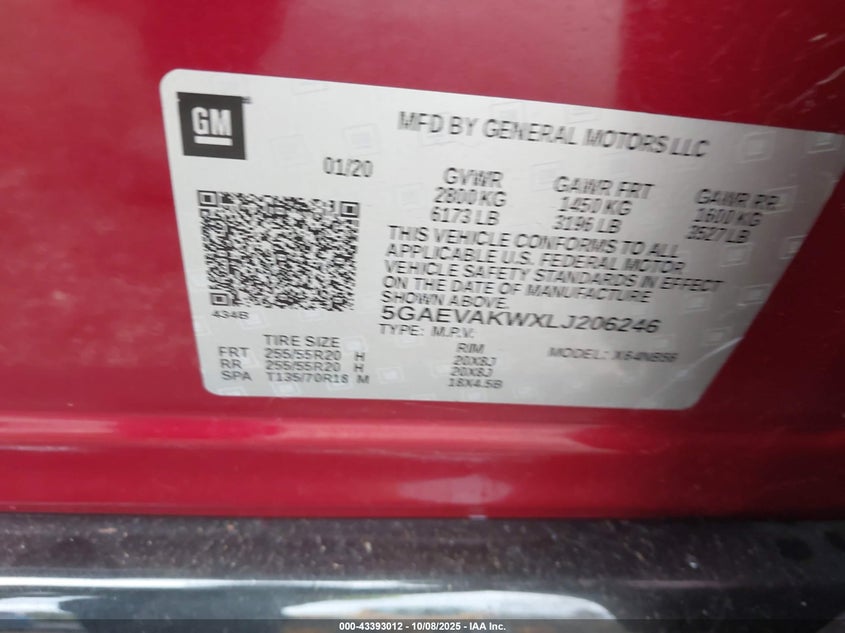 GM
MFD BY GENERAL MOTORS LLC
01/20
GVWR GAWR FRT GAWR RR
2800 KG 1450 KG 1600 KG
6173 LB 3196 LB 3527 LB
THIS VEHICLE CONFORMS TO ALL
APPLICABLE U.S. FEDERAL MOTOR
VEHICLE SAFETY STANDARDS IN EFFECT
ON THE DATE OF MANUFACTURE
SHOWN ABOVE.
434B
5GAEVAKWXLJ206246
TYPE: M.P.V. MODEL:
TIRE SIZE RIM
FRT 255/55R20 H 20X8J
RR 255/55R20 H 20X8J
SPA T135/70R18 M 18X4.5B
000-43393012 • 10/08/2025 • IAA Inc.